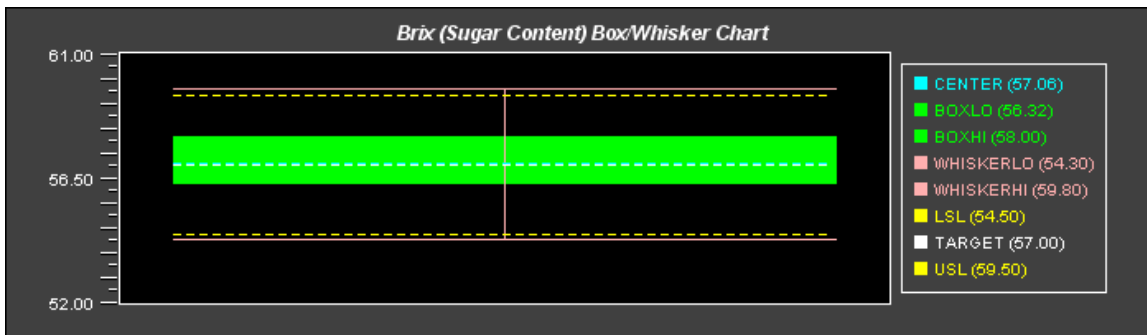 Brix (Sugar Content) Box/Whisker Chart
61.00
56.50
52.00
CENTER (57.06)
BOXLO (56.32)
BOXHI (58.00)
WHISKERLO (54.30)
WHISKERHI (59.80)
LSL (54.50)
TARGET (57.00)
USL (59.50)